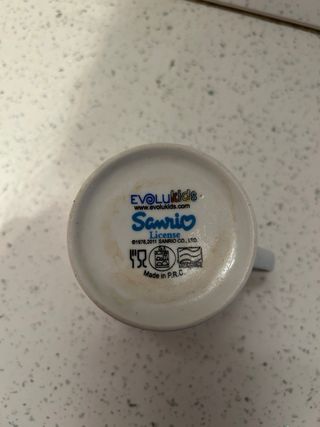 EVOLUkids
www.evolukids.com
Sanrio
License
©1976,2011 SANRIO CO., LTD.
Made in P.R.C.